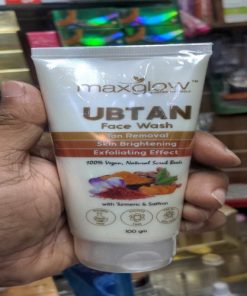 maxglow™
UBTAN
Face Wash
Tan Removal
Skin Brightening
Exfoliating Effect
100% Vegan, Natural Scrub Beads
with Turmeric & Saffron
100 gm